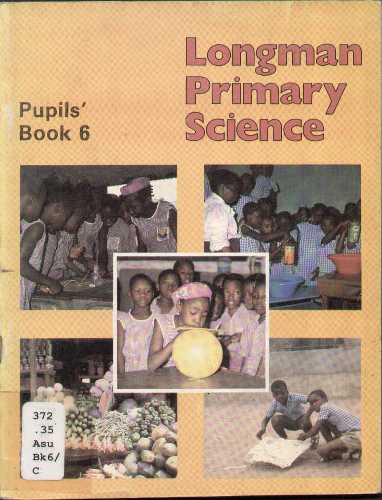 Longman
Primary
Science
Pupils'
Book 6
372
.35
Asu
Bk6/
C